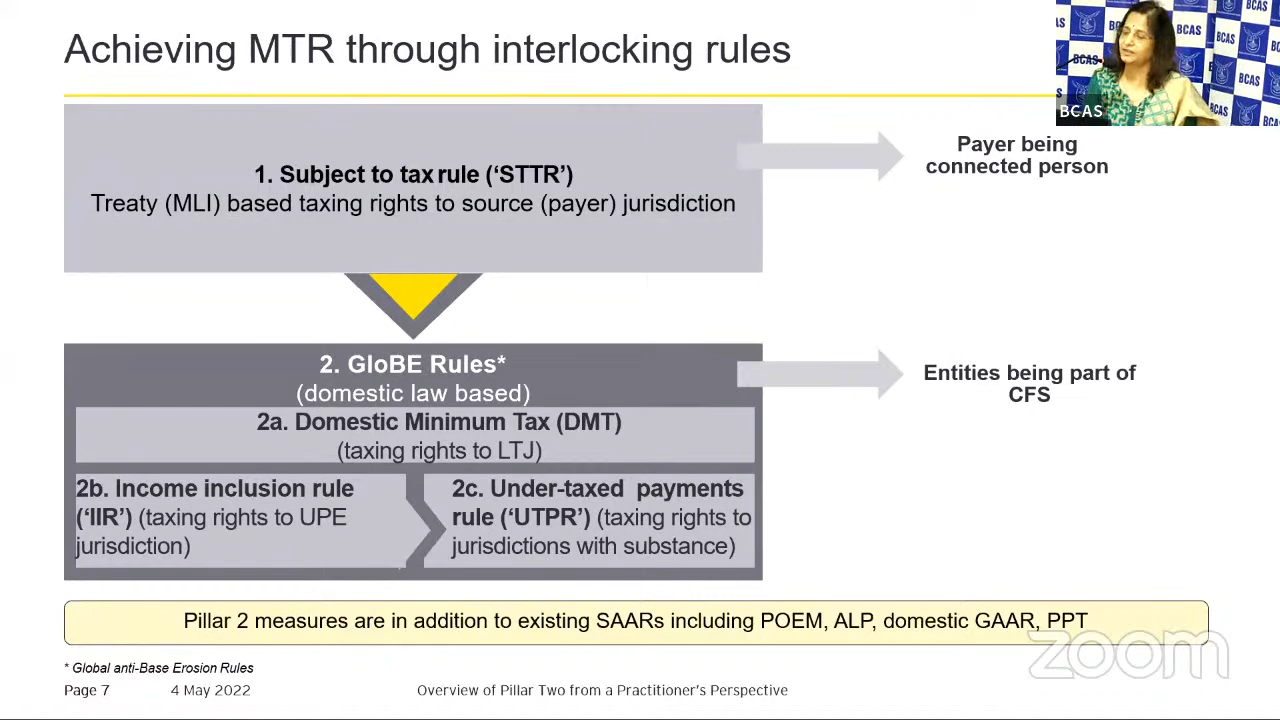 Achieving MTR through interlocking rules
BCAS
BCAS
BCAS
BCAS
BCAS
BCAS
1. Subject to tax rule (‘STTR’)
Treaty (MLI) based taxing rights to source (payer) jurisdiction
Payer being
connected person
2. GloBE Rules*
(domestic law based)
Entities being part of
CFS
2a. Domestic Minimum Tax (DMT)
(taxing rights to LTJ)
2b. Income inclusion rule
(‘IIR’) (taxing rights to UPE
jurisdiction)
2c. Under-taxed payments
rule (‘UTPR’) (taxing rights to
jurisdictions with substance)
Pillar 2 measures are in addition to existing SAARs including POEM, ALP, domestic GAAR, PPT
zoom
* Global anti-Base Erosion Rules
Page 7 4 May 2022 Overview of Pillar Two from a Practitioner's Perspective